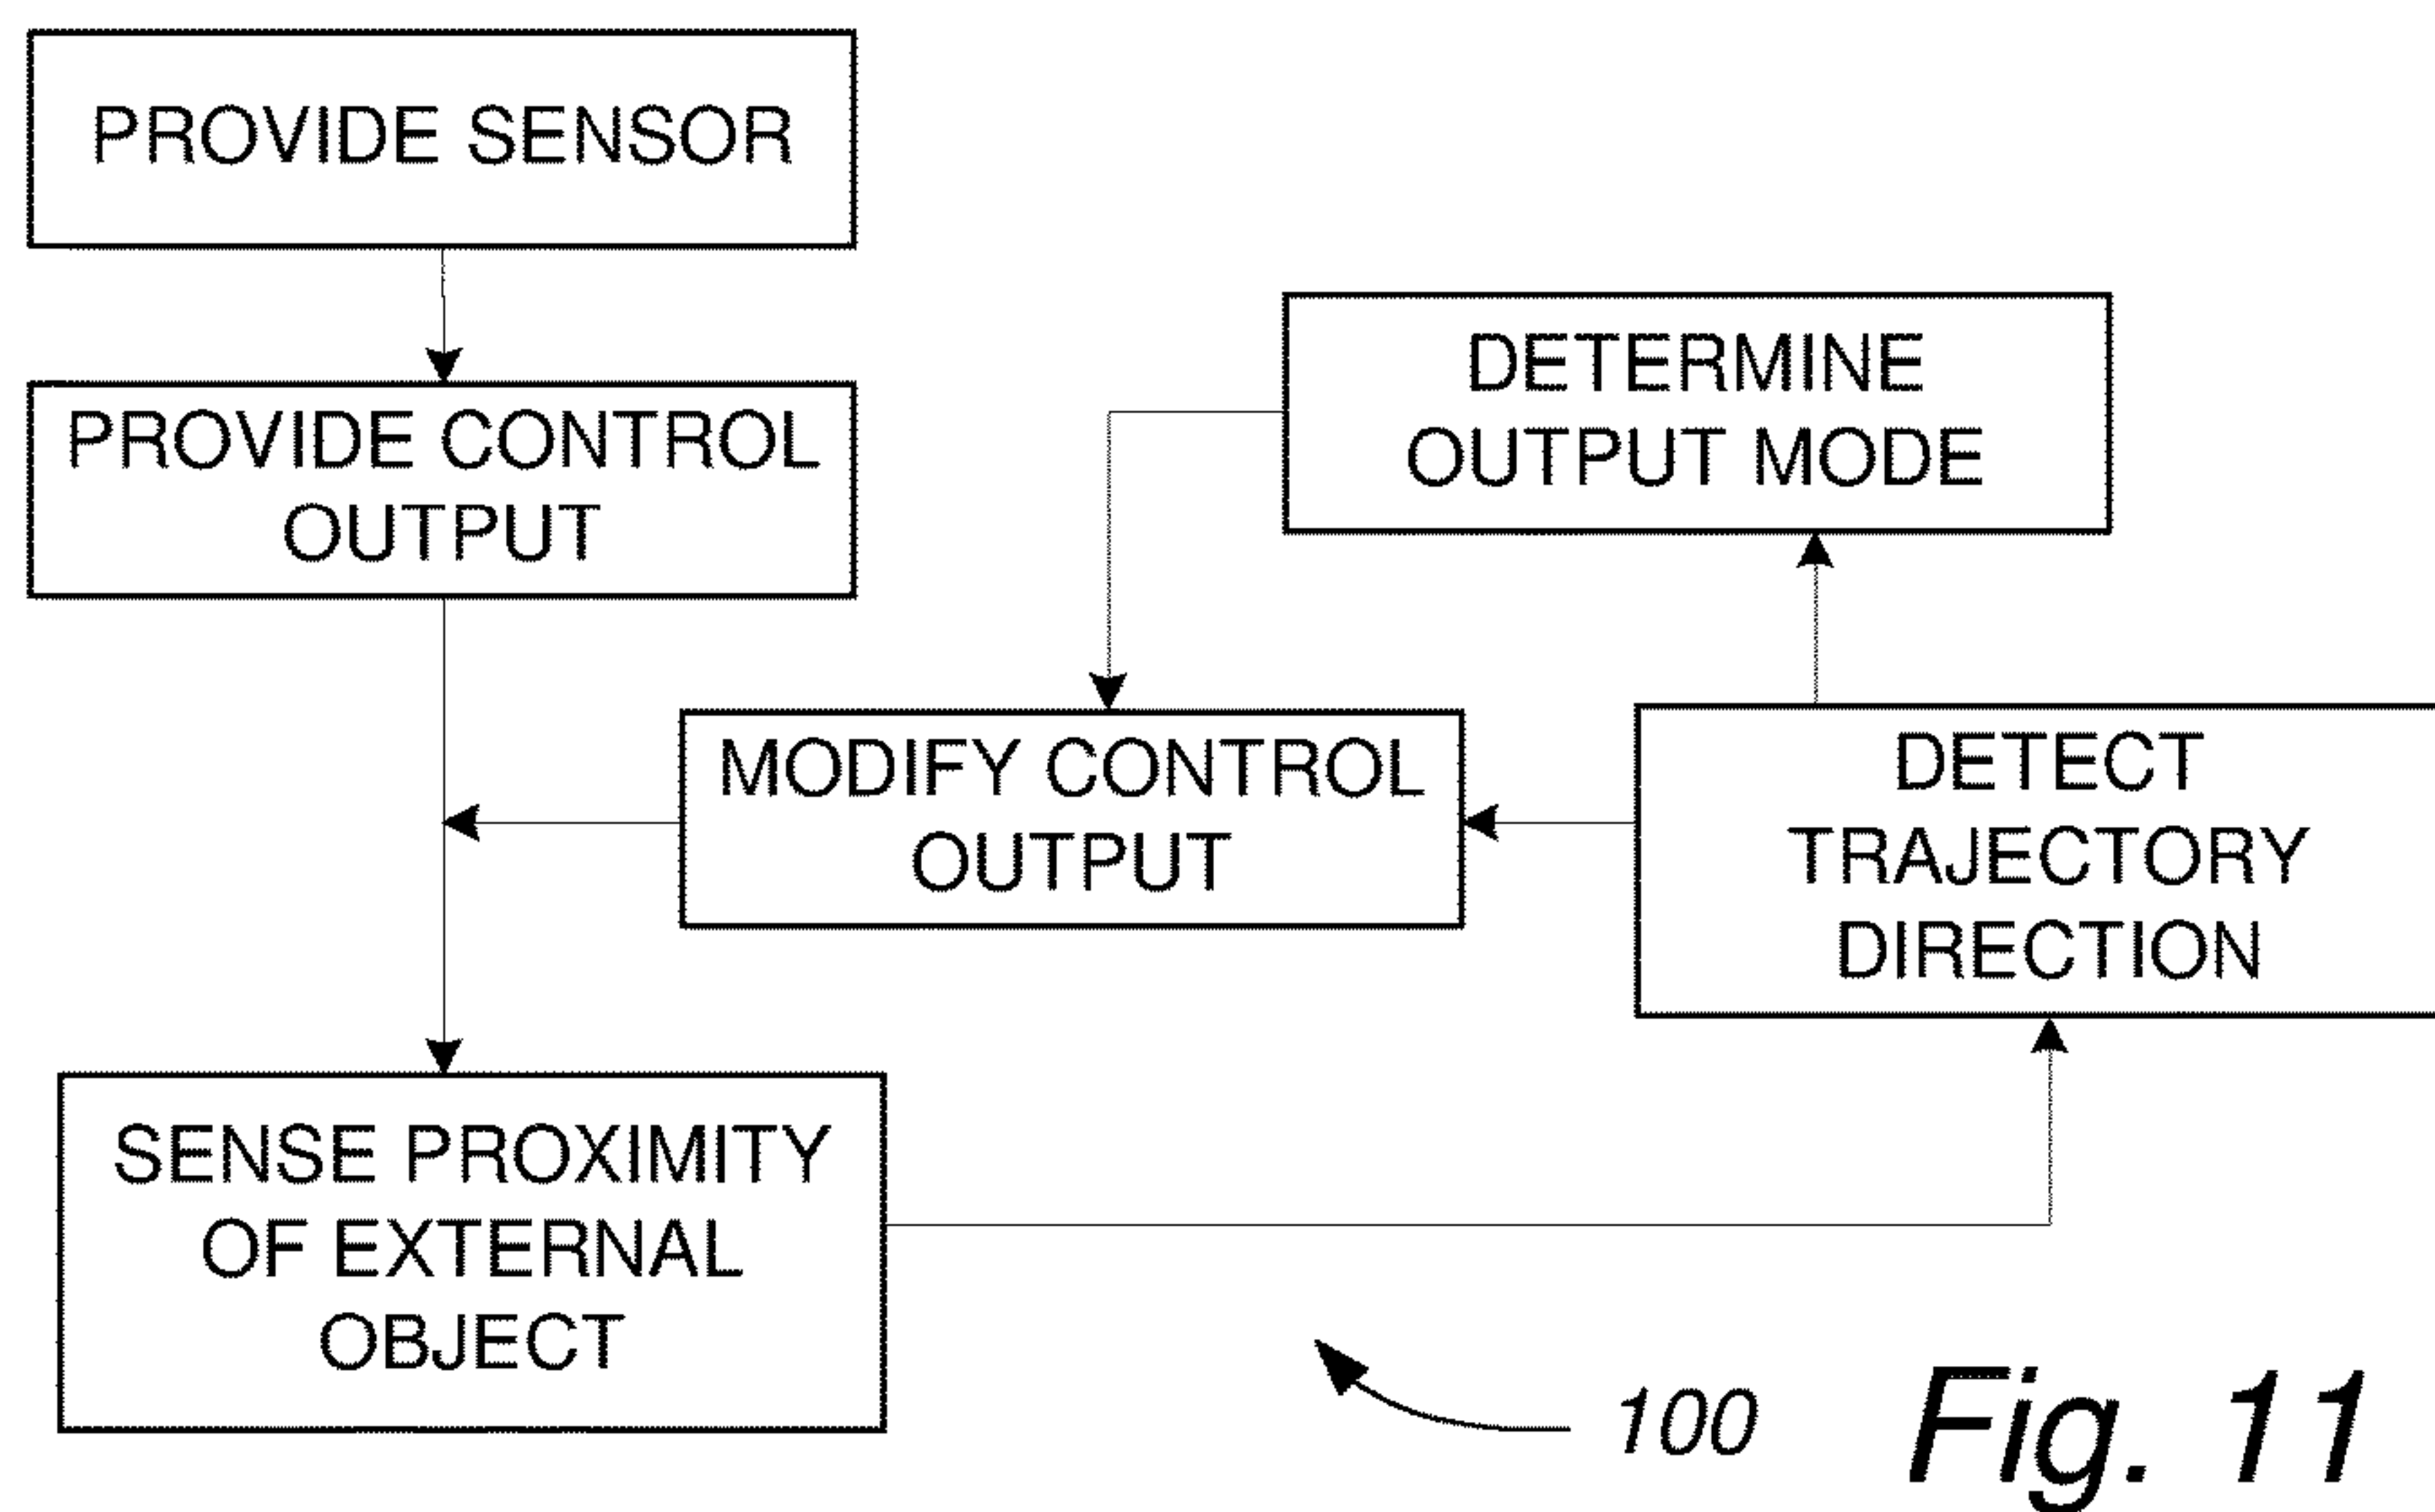 PROVIDE SENSOR
PROVIDE CONTROL
OUTPUT
DETERMINE
OUTPUT MODE
MODIFY CONTROL
OUTPUT
DETECT
TRAJECTORY
DIRECTION
SENSE PROXIMITY
OF EXTERNAL
OBJECT
100
Fig. 11